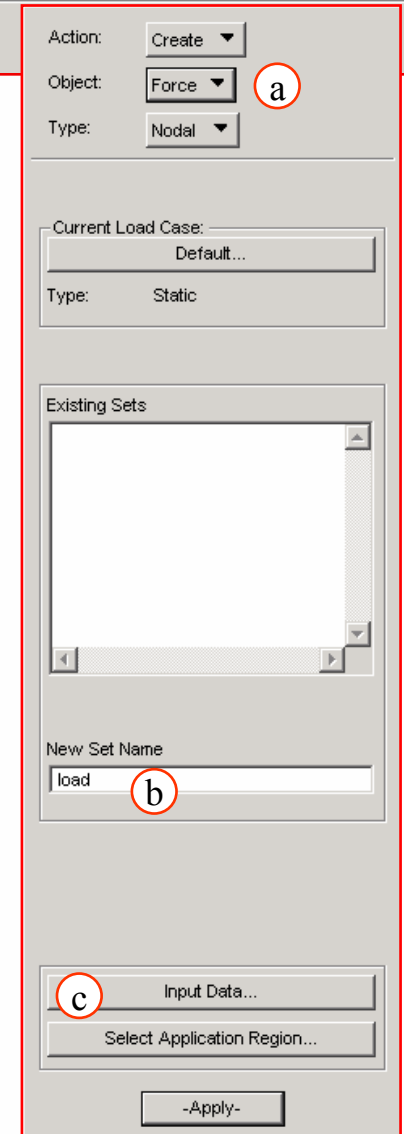 Action: Create
Object: Force a
Type: Nodal
Current Load Case:
Default...
Type: Static
Existing Sets
New Set Name
load b
c Input Data...
Select Application Region...
-Apply-